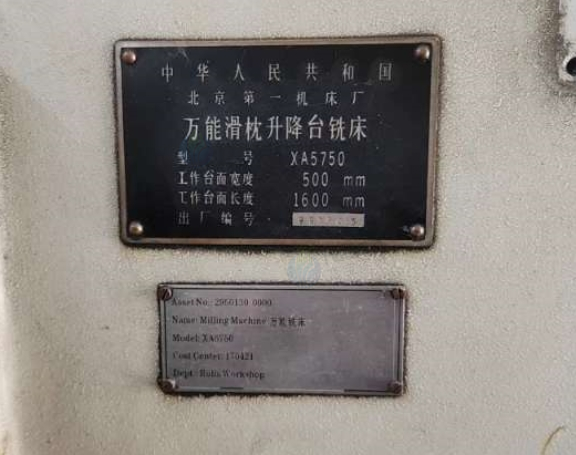 中华人民共和国
北京第一机床厂
万能滑枕升降台铣床
型号 XA5750
工作台面宽度 500 mm
工作台面长度 1600 mm
出厂编号
Asset No.: 2950130-0000
Name: Milling Machine 万能铣床
Model: XA5750
Cost Center: 170421
Dept.: Rolls Workshop